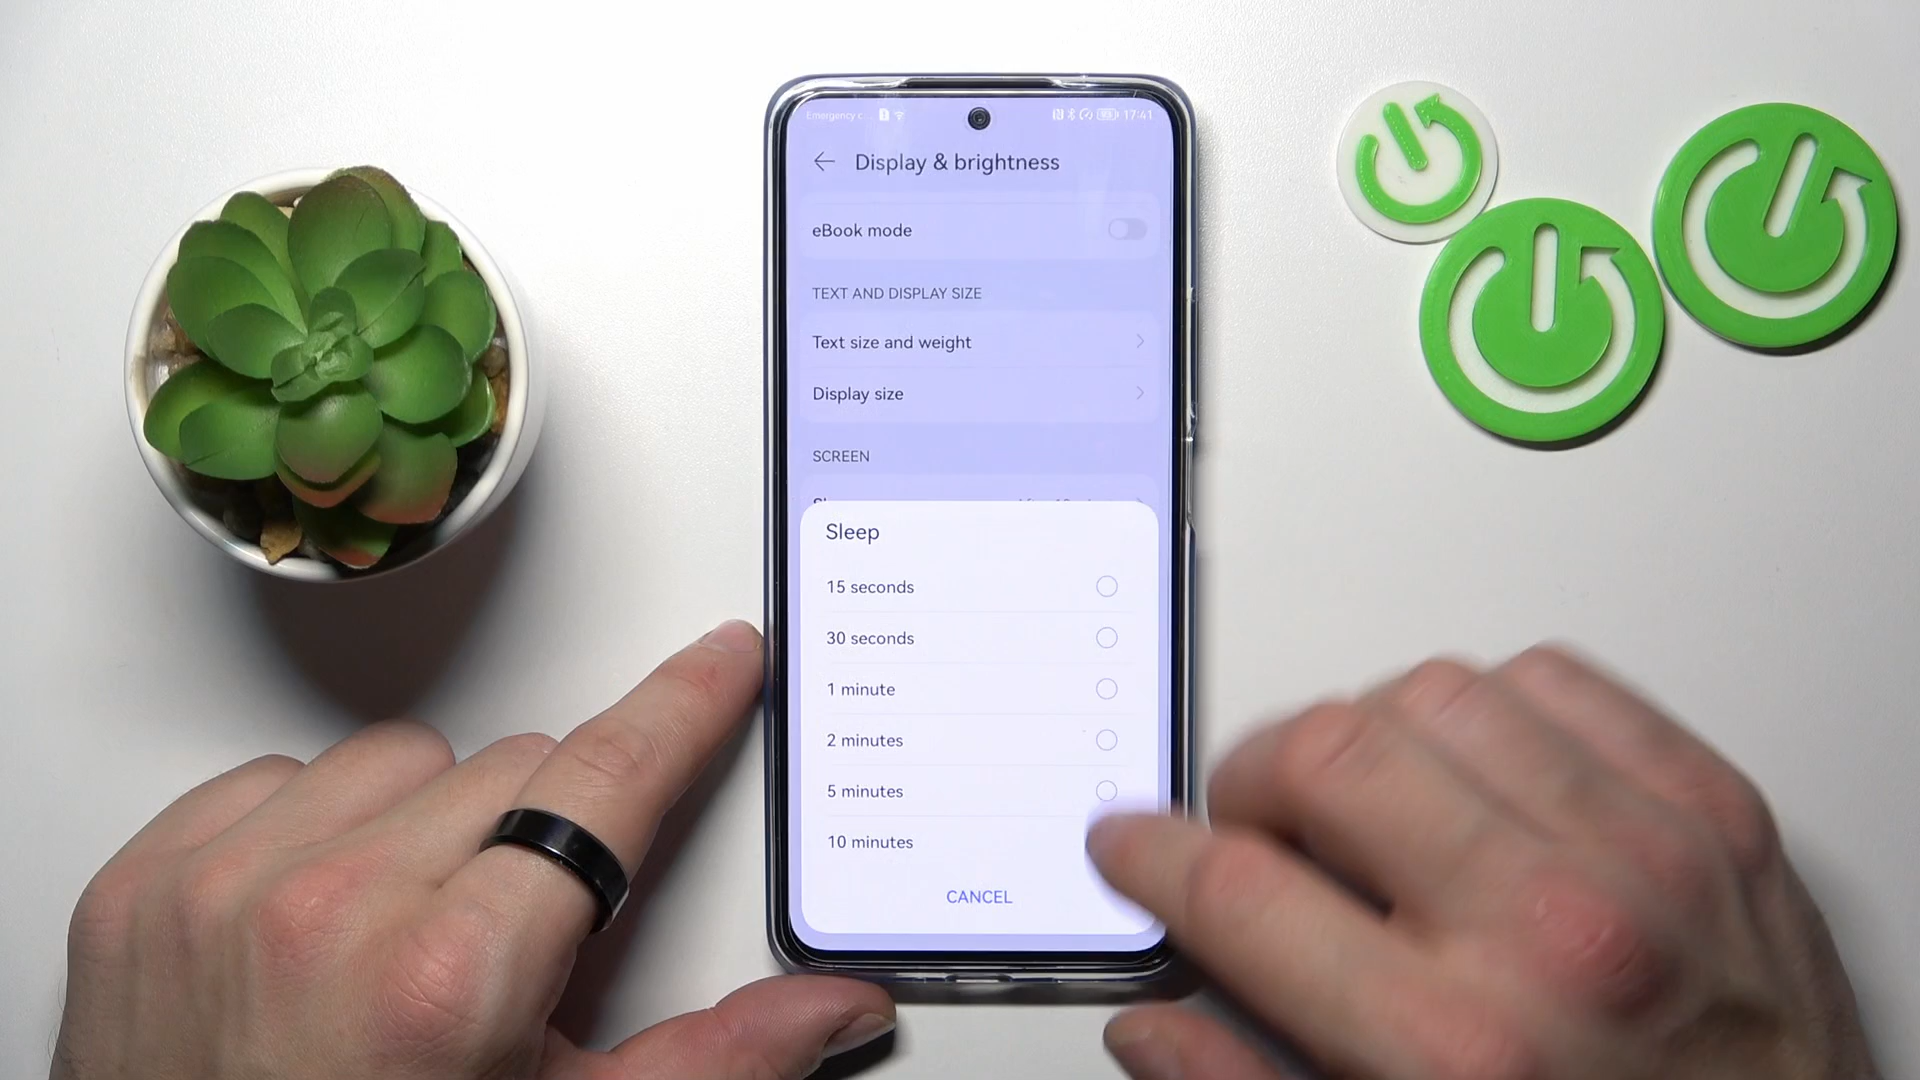 Emergency c
17:41
Display & brightness
eBook mode
TEXT AND DISPLAY SIZE
Text size and weight
Display size
SCREEN
Sleep
15 seconds
30 seconds
1 minute
2 minutes
5 minutes
10 minutes
CANCEL